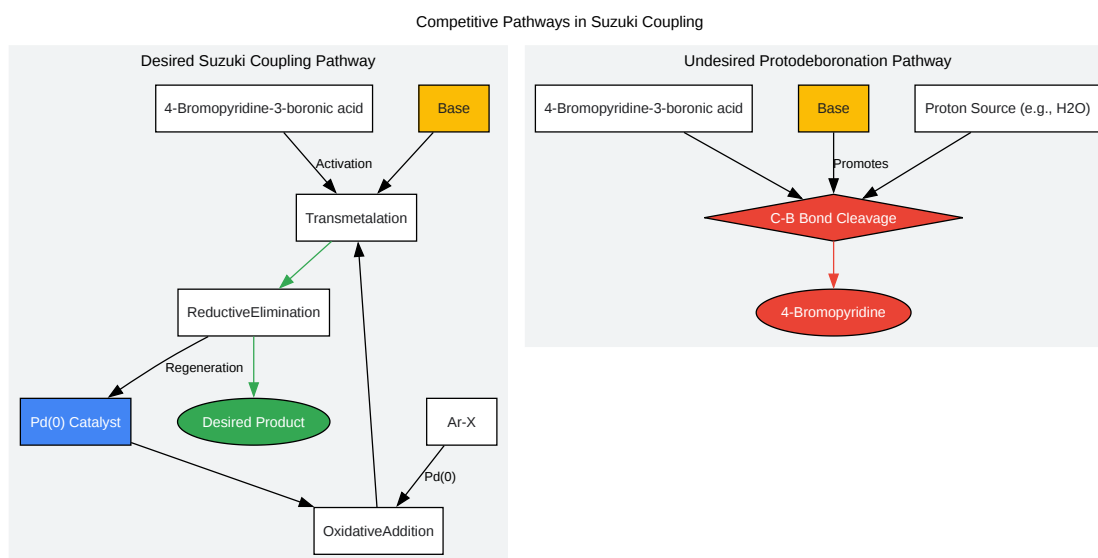 Competitive Pathways in Suzuki Coupling
Desired Suzuki Coupling Pathway
4-Bromopyridine-3-boronic acid
Base
Activation
Transmetalation
ReductiveElimination
Regeneration
Pd(0) Catalyst
Desired Product
Ar-X
Pd(0)
OxidativeAddition
Undesired Protodeboronation Pathway
4-Bromopyridine-3-boronic acid
Base
Proton Source (e.g., H2O)
Promotes
C-B Bond Cleavage
4-Bromopyridine